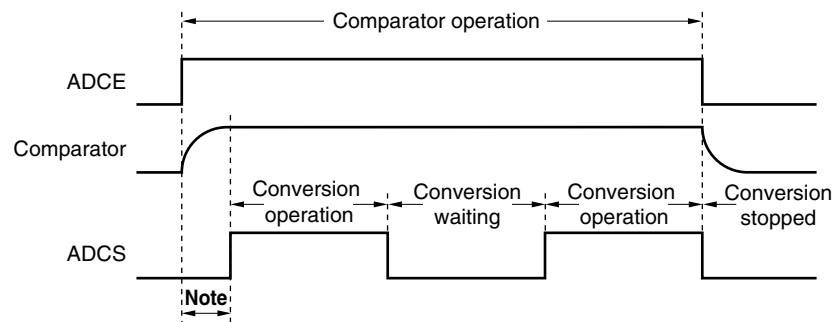 Comparator operation
ADCE
Comparator
Conversion
operation
Conversion
waiting
Conversion
operation
Conversion
stopped
ADCS
Note